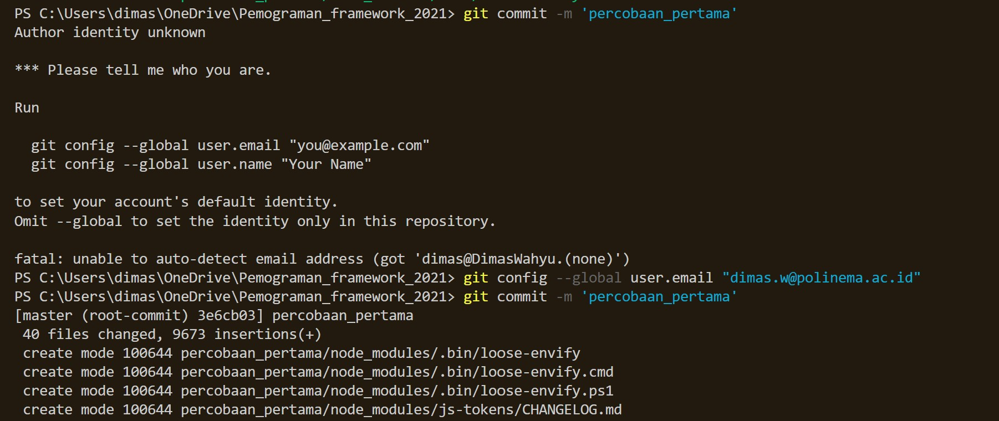 PS C:\Users\dimas\OneDrive\Pemograman_framework_2021> git commit -m 'percobaan_pertama'
Author identity unknown
*** Please tell me who you are.
Run
git config --global user.email "you@example.com"
git config --global user.name "Your Name"
to set your account's default identity.
Omit --global to set the identity only in this repository.
fatal: unable to auto-detect email address (got 'dimas@DimasWahyu.(none)')
PS C:\Users\dimas\OneDrive\Pemograman_framework_2021> git config --global user.email "dimas.w@polinema.ac.id"
PS C:\Users\dimas\OneDrive\Pemograman_framework_2021> git commit -m 'percobaan_pertama'
[master (root-commit) 3e6cb03] percobaan_pertama
40 files changed, 9673 insertions(+)
create mode 100644 percobaan_pertama/node_modules/.bin/loose-envify
create mode 100644 percobaan_pertama/node_modules/.bin/loose-envify.cmd
create mode 100644 percobaan_pertama/node_modules/.bin/loose-envify.ps1
create mode 100644 percobaan_pertama/node_modules/js-tokens/CHANGELOG.md